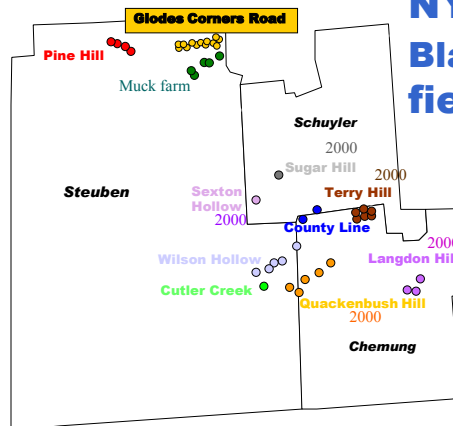 Glodes Corners Road
NY
Bla
fie
Pine Hill
Muck farm
Schuyler
2000
Sugar Hill
2000
Steuben
Sexton
Hollow
2000
Terry Hill
County Line
2000
Wilson Hollow
Langdon Hil
Cutler Creek
Quackenbush Hill
2000
Chemung